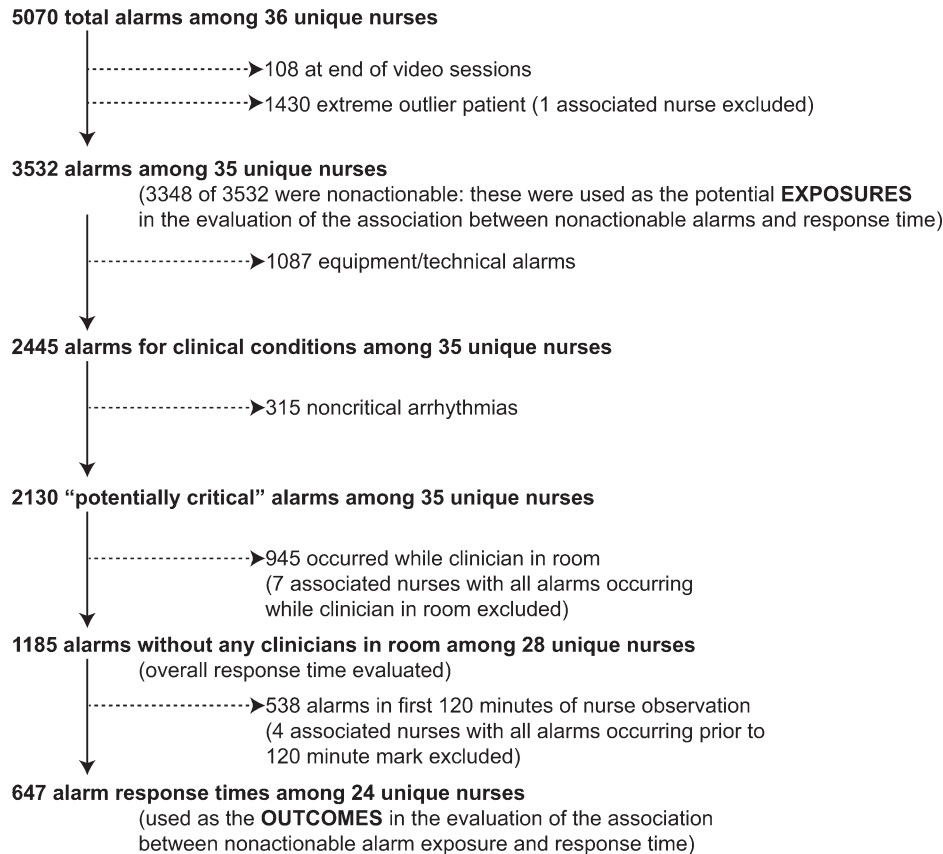 5070 total alarms among 36 unique nurses
108 at end of video sessions
1430 extreme outlier patient (1 associated nurse excluded)
3532 alarms among 35 unique nurses
(3348 of 3532 were nonactionable: these were used as the potential EXPOSURES
in the evaluation of the association between nonactionable alarms and response time)
1087 equipment/technical alarms
2445 alarms for clinical conditions among 35 unique nurses
315 noncritical arrhythmias
2130 “potentially critical” alarms among 35 unique nurses
945 occurred while clinician in room
(7 associated nurses with all alarms occurring
while clinician in room excluded)
1185 alarms without any clinicians in room among 28 unique nurses
(overall response time evaluated)
538 alarms in first 120 minutes of nurse observation
(4 associated nurses with all alarms occurring prior to
120 minute mark excluded)
647 alarm response times among 24 unique nurses
(used as the OUTCOMES in the evaluation of the association
between nonactionable alarm exposure and response time)